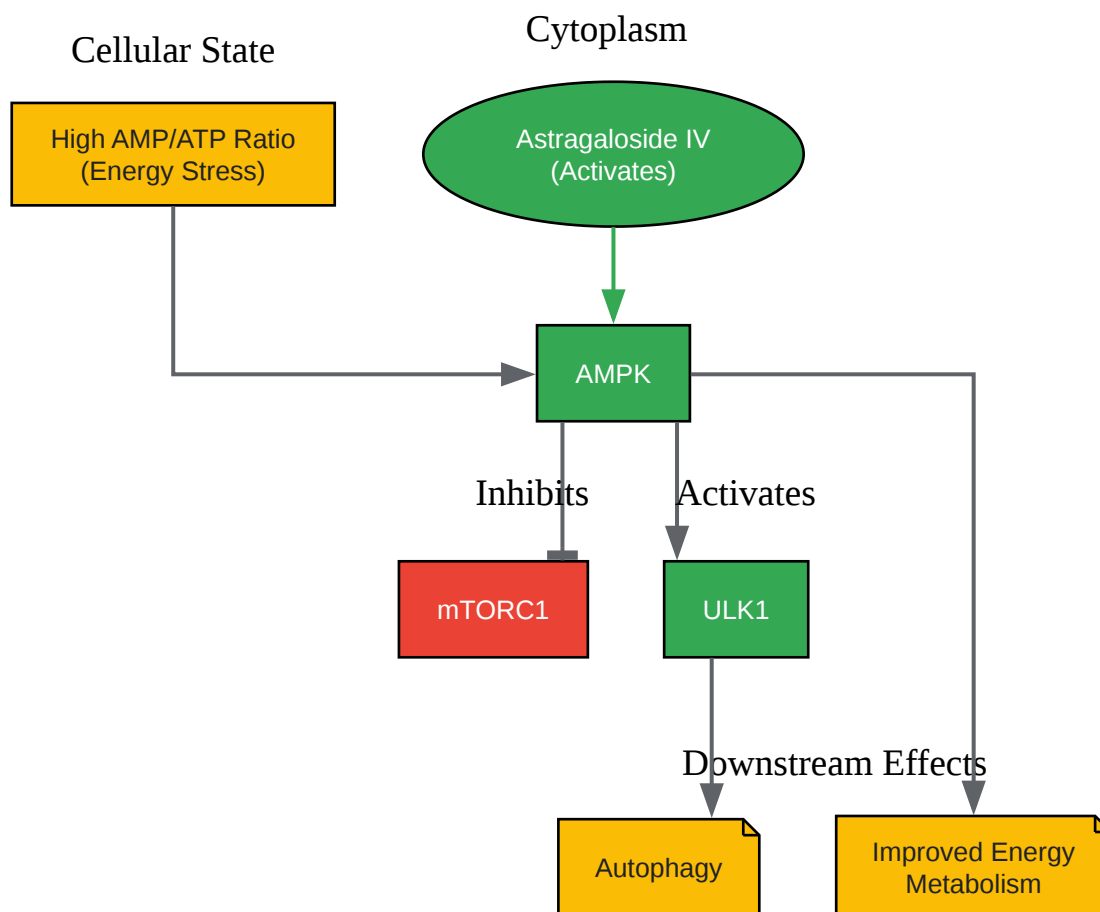 Cellular State
Cytoplasm
High AMP/ATP Ratio
(Energy Stress)
Astragaloside IV
(Activates)
AMPK
Inhibits
Activates
mTORC1
ULK1
Downstream Effects
Autophagy
Improved Energy
Metabolism